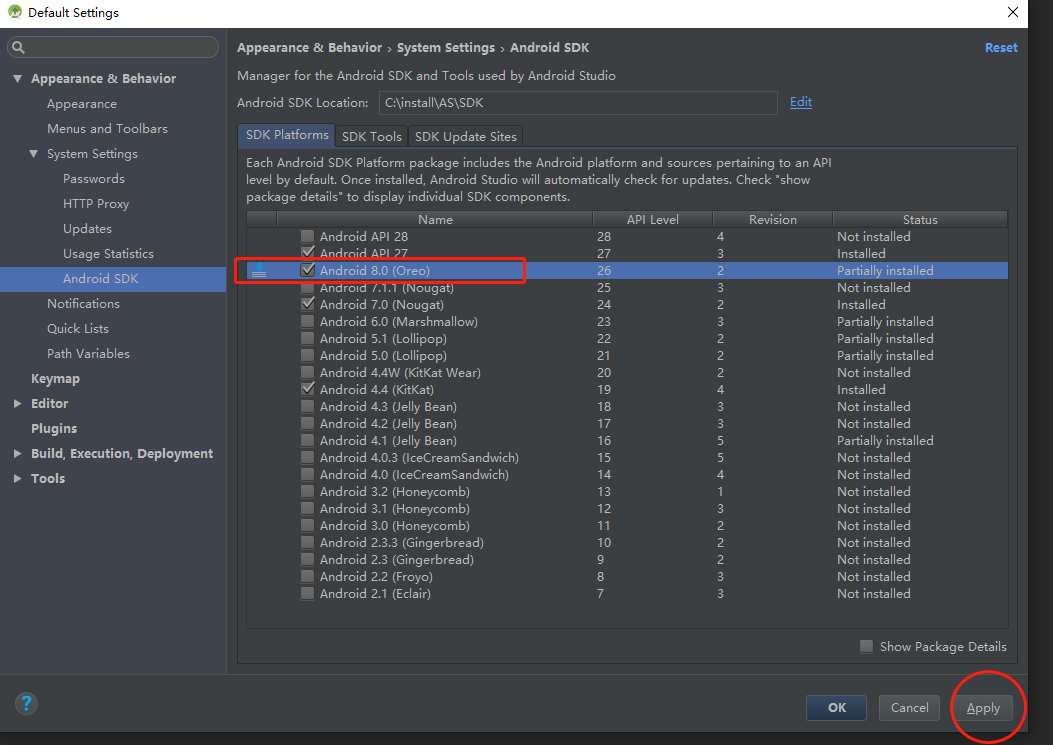 Default Settings
Appearance & Behavior
Appearance
Menus and Toolbars
System Settings
Passwords
HTTP Proxy
Updates
Usage Statistics
Android SDK
Notifications
Quick Lists
Path Variables
Keymap
Editor
Plugins
Build, Execution, Deployment
Tools
Appearance & Behavior › System Settings › Android SDK
Reset
Manager for the Android SDK and Tools used by Android Studio
Android SDK Location: C:\install\AS\SDK Edit
SDK Platforms SDK Tools SDK Update Sites
Each Android SDK Platform package includes the Android platform and sources pertaining to an API
level by default. Once installed, Android Studio will automatically check for updates. Check "show
package details" to display individual SDK components.
Name API Level Revision Status
Android API 28 28 4 Not installed
Android API 27 27 3 Installed
Android 8.0 (Oreo) 26 2 Partially installed
Android 7.1.1 (Nougat) 25 3 Not installed
Android 7.0 (Nougat) 24 2 Installed
Android 6.0 (Marshmallow) 23 3 Partially installed
Android 5.1 (Lollipop) 22 2 Partially installed
Android 5.0 (Lollipop) 21 2 Partially installed
Android 4.4W (KitKat Wear) 20 2 Not installed
Android 4.4 (KitKat) 19 4 Installed
Android 4.3 (Jelly Bean) 18 3 Not installed
Android 4.2 (Jelly Bean) 17 3 Not installed
Android 4.1 (Jelly Bean) 16 5 Partially installed
Android 4.0.3 (IceCreamSandwich) 15 5 Not installed
Android 4.0 (IceCreamSandwich) 14 4 Not installed
Android 3.2 (Honeycomb) 13 1 Not installed
Android 3.1 (Honeycomb) 12 3 Not installed
Android 3.0 (Honeycomb) 11 2 Not installed
Android 2.3.3 (Gingerbread) 10 2 Not installed
Android 2.3 (Gingerbread) 9 2 Not installed
Android 2.2 (Froyo) 8 3 Not installed
Android 2.1 (Eclair) 7 3 Not installed
Show Package Details
?
OK Cancel Apply